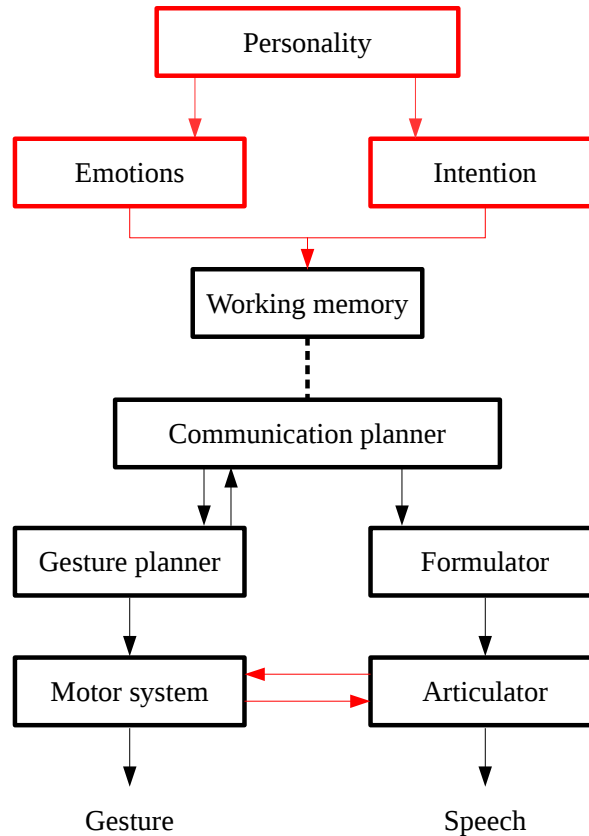 Personality
Emotions
Intention
Working memory
Communication planner
Gesture planner
Formulator
Motor system
Articulator
Gesture
Speech